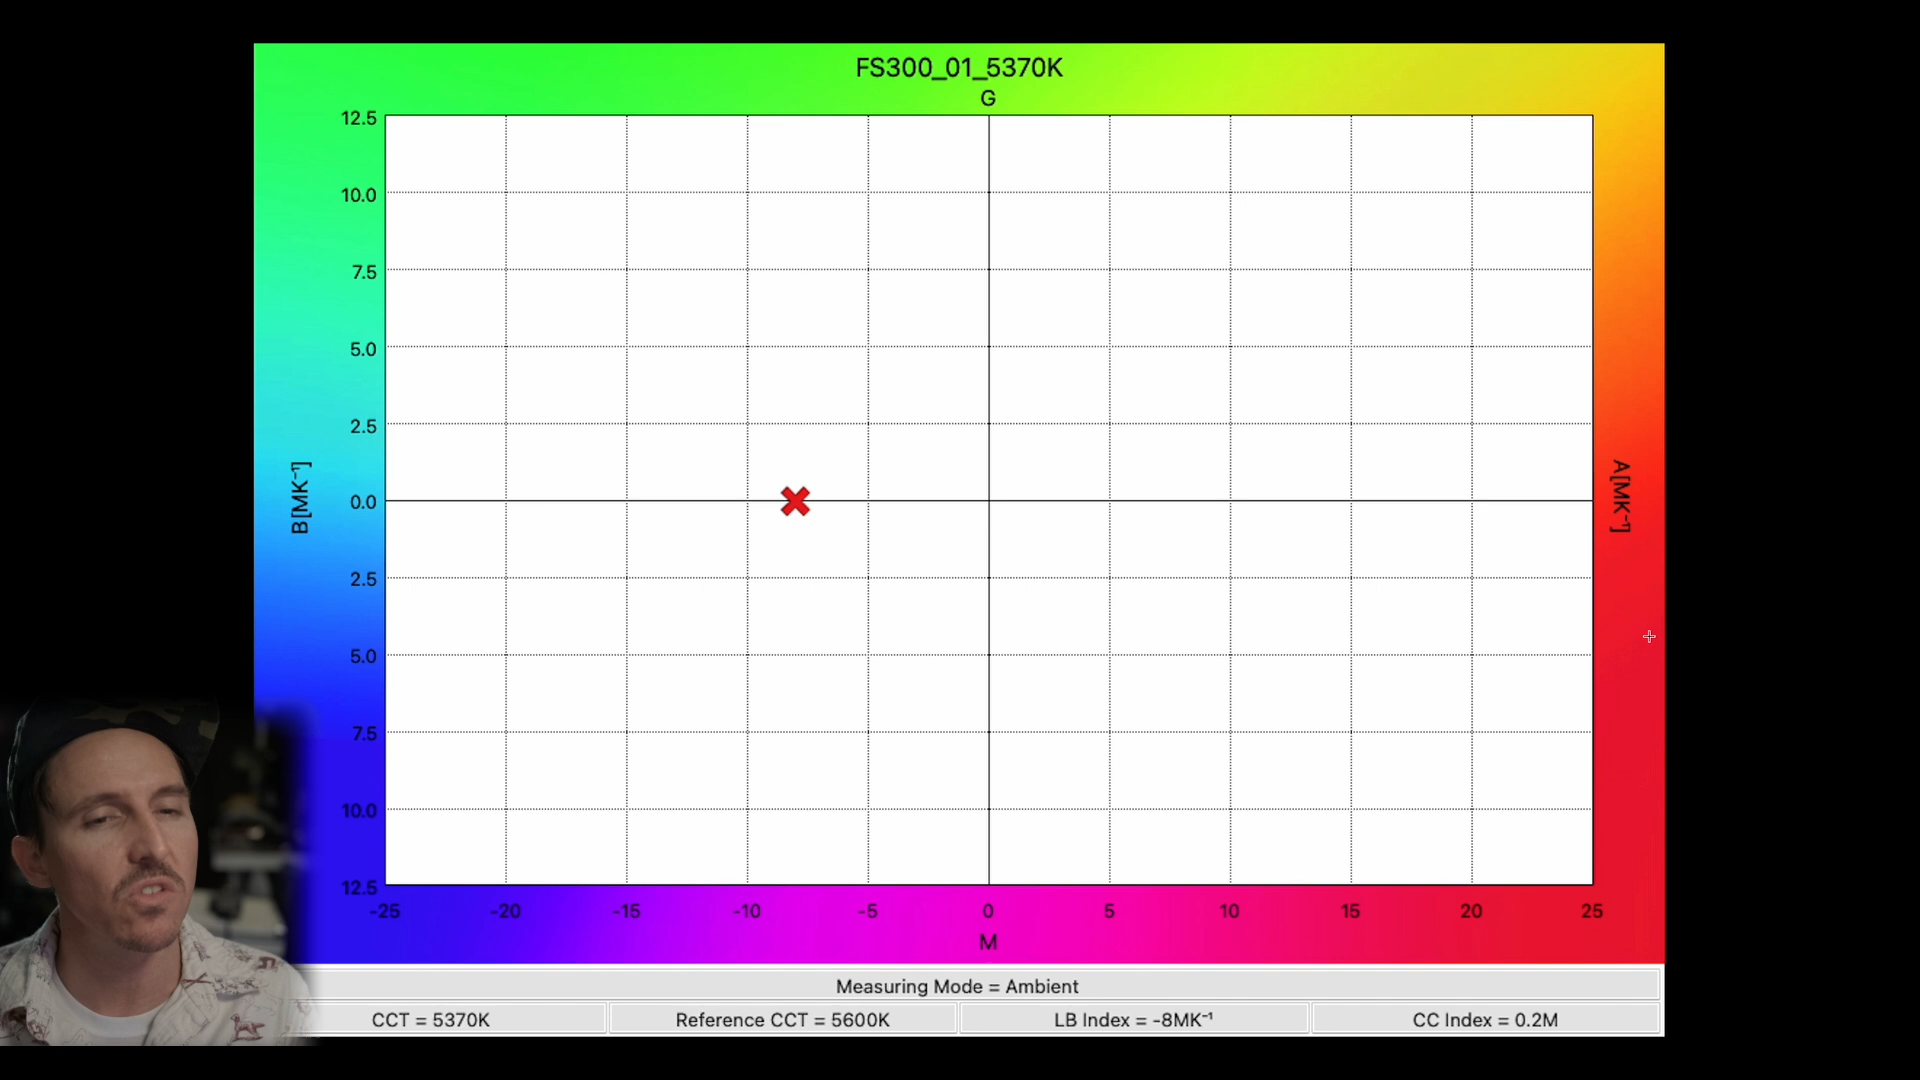 FS300_01_5370K
G
12.5
10.0
7.5
5.0
2.5
0.0
2.5
5.0
7.5
10.0
12.5
B[MK⁻¹]
A[MK⁻¹]
-25 -20 -15 -10 -5 0 5 10 15 20 25
M
Measuring Mode = Ambient
CCT = 5370K Reference CCT = 5600K LB Index = -8MK⁻¹ CC Index = 0.2M